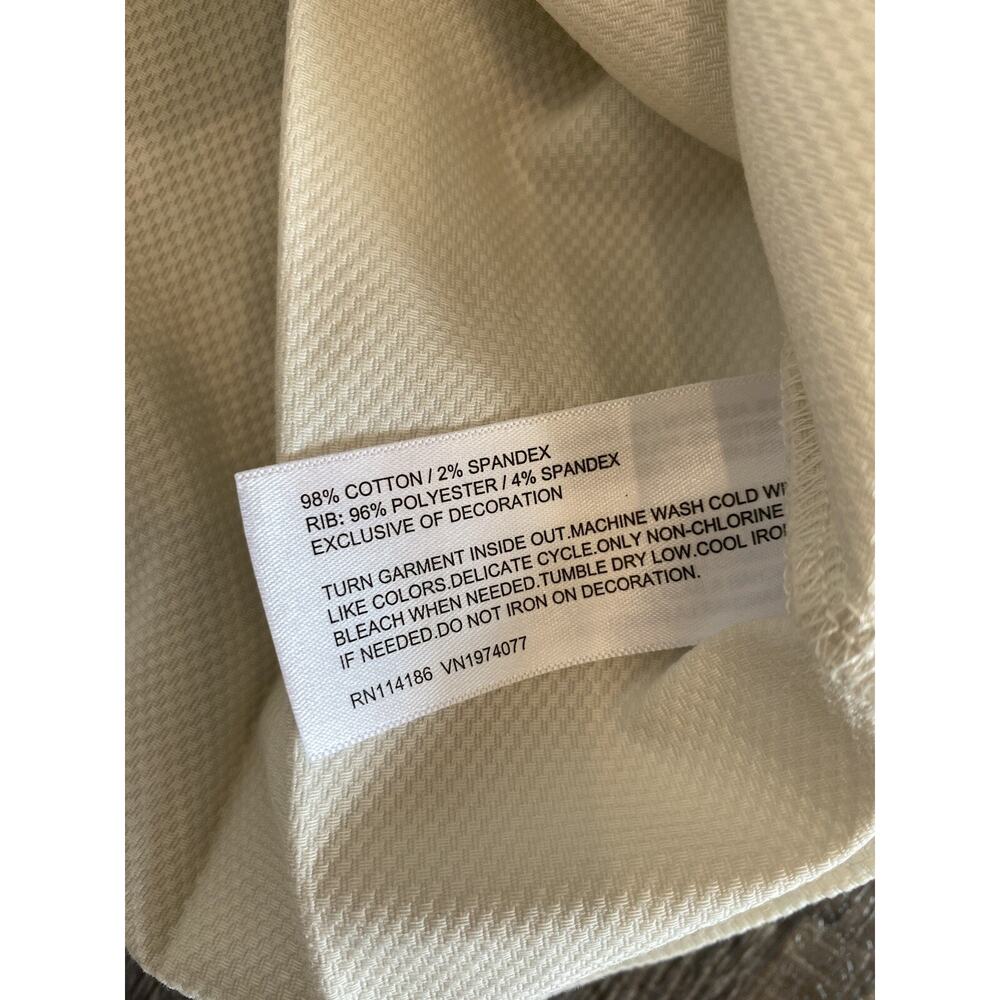 98% COTTON / 2% SPANDEX
RIB: 96% POLYESTER / 4% SPANDEX
EXCLUSIVE OF DECORATION
TURN GARMENT INSIDE OUT.MACHINE WASH COLD
LIKE COLORS.DELICATE CYCLE.ONLY NON-CHLORINE
BLEACH WHEN NEEDED.TUMBLE DRY LOW.COOL
IF NEEDED.DO NOT IRON ON DECORATION.
RN114186 VN1974077